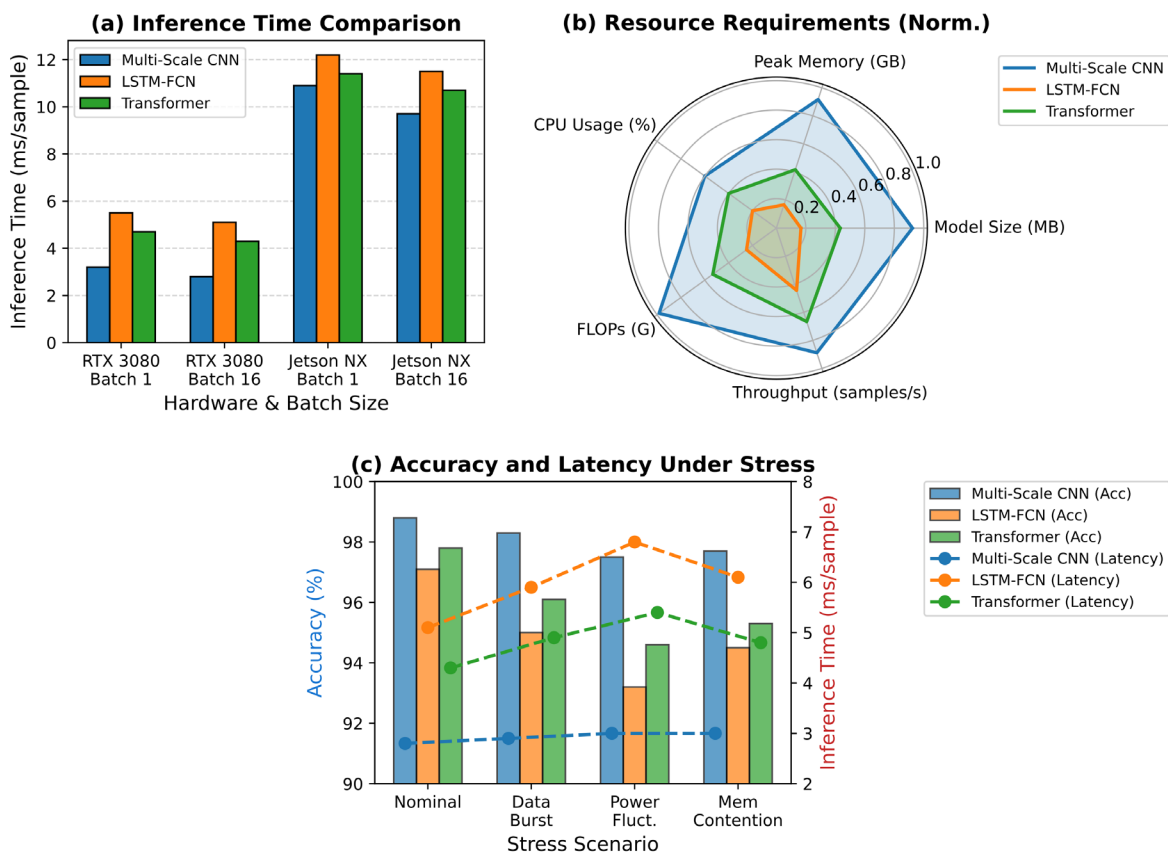 (a) Inference Time Comparison
Inference Time (ms/sample)
12
10
8
6
4
2
0
Multi-Scale CNN
LSTM-FCN
Transformer
RTX 3080
Batch 1
RTX 3080
Batch 16
Jetson NX
Batch 1
Jetson NX
Batch 16
Hardware & Batch Size
(b) Resource Requirements (Norm.)
Peak Memory (GB)
CPU Usage (%)
Model Size (MB)
FLOPs (G)
Throughput (samples/s)
0.2
0.4
0.6
0.8
1.0
Multi-Scale CNN
LSTM-FCN
Transformer
(c) Accuracy and Latency Under Stress
Accuracy (%)
100
98
96
94
92
90
Nominal
Data
Burst
Power
Fluct.
Mem
Contention
Stress Scenario
8
7
6
5
4
3
2
Inference Time (ms/sample)
Multi-Scale CNN (Acc)
LSTM-FCN (Acc)
Transformer (Acc)
Multi-Scale CNN (Latency)
LSTM-FCN (Latency)
Transformer (Latency)